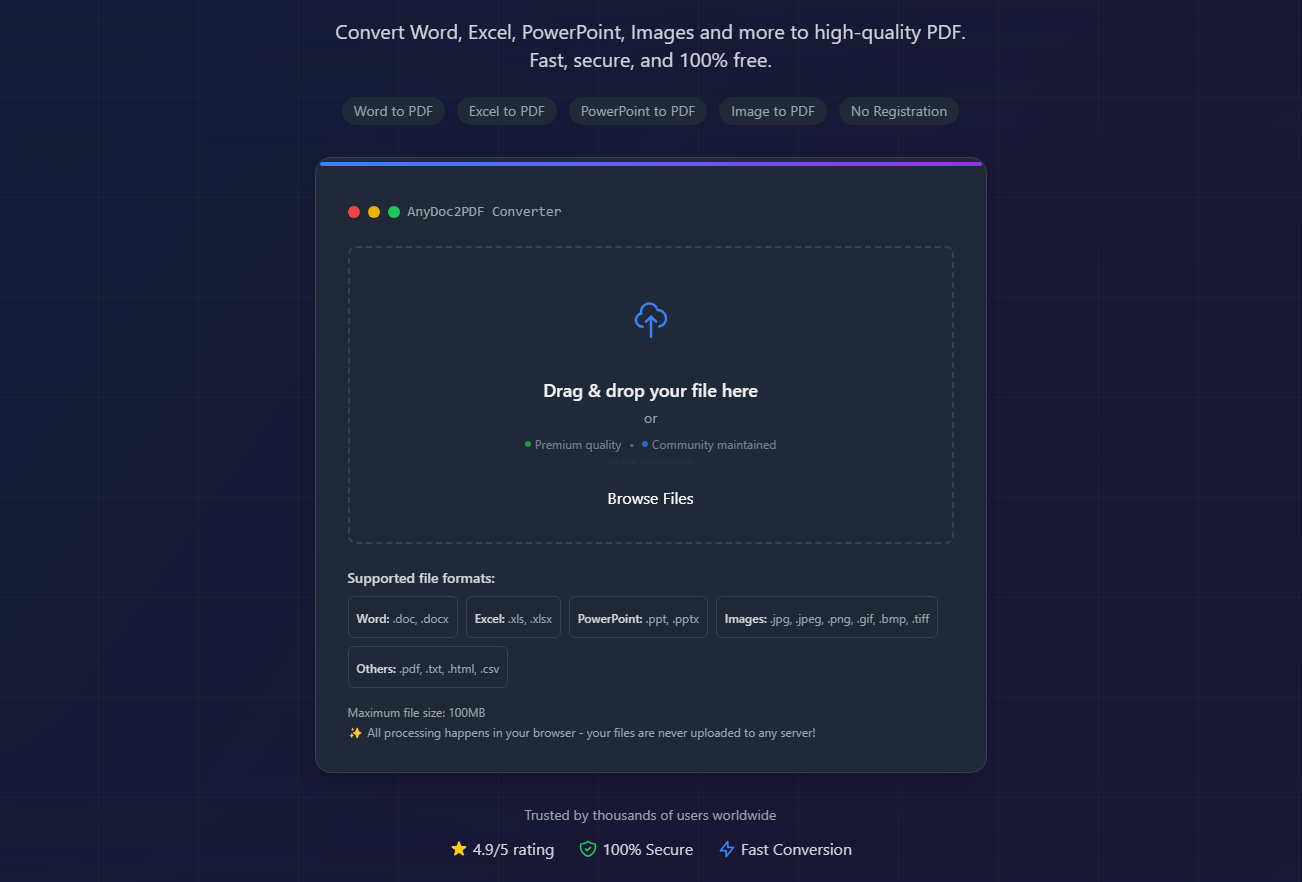 Convert Word, Excel, PowerPoint, Images and more to high-quality PDF.
Fast, secure, and 100% free.
Word to PDF
Excel to PDF
PowerPoint to PDF
Image to PDF
No Registration
AnyDoc2PDF Converter
Drag & drop your file here
or
Premium quality • Community maintained
Browse Files
Supported file formats:
Word: .doc, .docx
Excel: .xls, .xlsx
PowerPoint: .ppt, .pptx
Images: .jpg, .jpeg, .png, .gif, .bmp, .tiff
Others: .pdf, .txt, .html, .csv
Maximum file size: 100MB
✨ All processing happens in your browser - your files are never uploaded to any server!
Trusted by thousands of users worldwide
4.9/5 rating
100% Secure
Fast Conversion